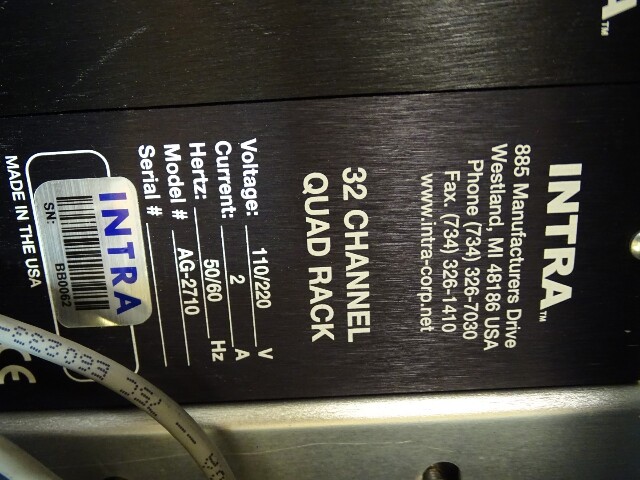 INTRA™
885 Manufacturers Drive
Westland, MI 48186 USA
Phone (734) 326-7030
Fax. (734) 326-1410
www.intra-corp.net
32 CHANNEL
QUAD RACK
Voltage: 110/220 V
Current: 2 A
Hertz: 50/60 Hz
Model # AG-2710
Serial #
INTRA
SN: BB0062
MADE IN THE USA
CE
A™